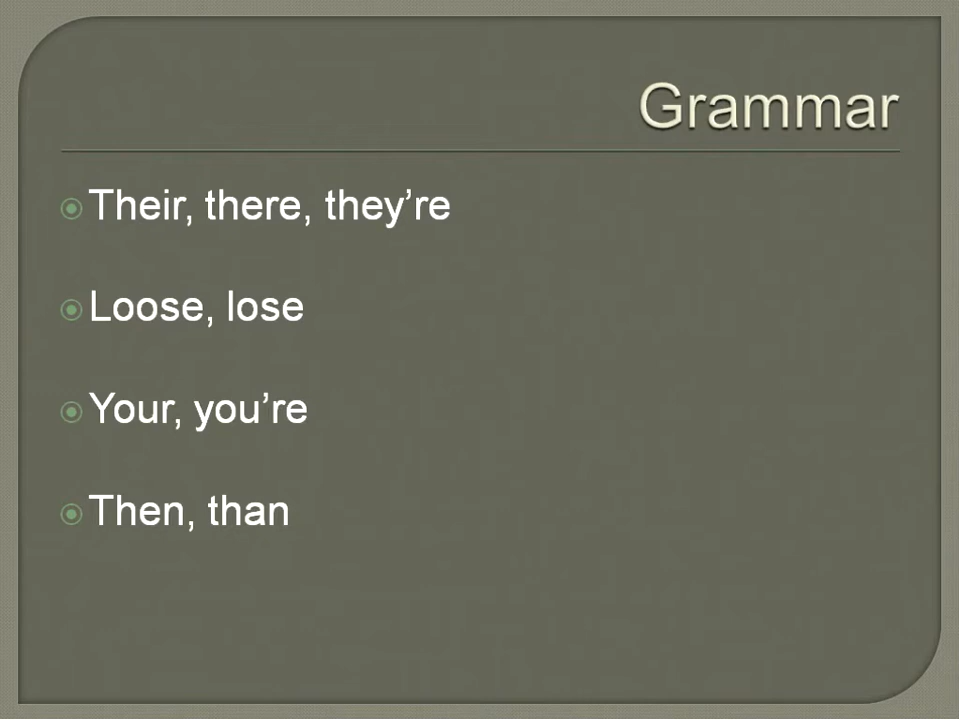 Grammar
Their, there, they’re
Loose, lose
Your, you’re
Then, than